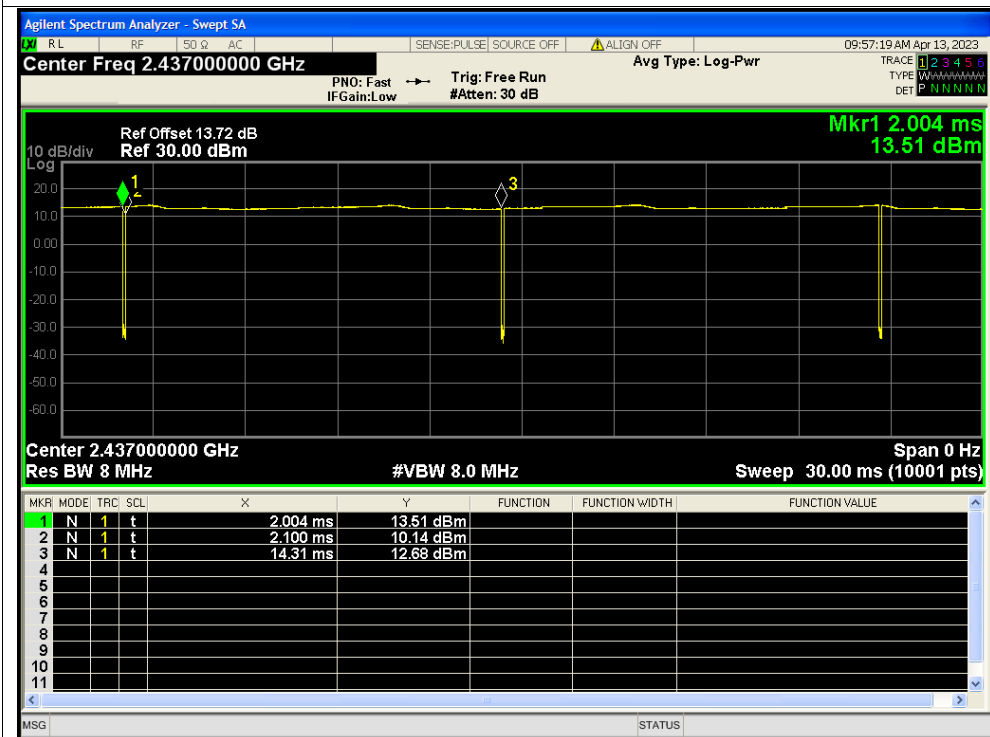 Agilent Spectrum Analyzer - Swept SA
LXI RL RF 50 Ω AC SENSE:PULSE SOURCE OFF ALIGN OFF 09:57:19 AM Apr 13, 2023
Center Freq 2.437000000 GHz
PNO: Fast
IFGain:Low
Trig: Free Run
#Atten: 30 dB
Avg Type: Log-Pwr
TRACE 1 2 3 4 5 6
TYPE WWWWWW
DET P N N N N N
Mkr1 2.004 ms
13.51 dBm
Ref Offset 13.72 dB
10 dB/div Ref 30.00 dBm
Log
20.0
10.0
0.00
-10.0
-20.0
-30.0
-40.0
-50.0
-60.0
1
2
3
Center 2.437000000 GHz Span 0 Hz
Res BW 8 MHz #VBW 8.0 MHz Sweep 30.00 ms (10001 pts)
MKR MODE TRC SCL X Y FUNCTION FUNCTION WIDTH FUNCTION VALUE
1 N 1 t 2.004 ms 13.51 dBm
2 N 1 t 2.100 ms 10.14 dBm
3 N 1 t 14.31 ms 12.68 dBm
4
5
6
7
8
9
10
11
MSG STATUS